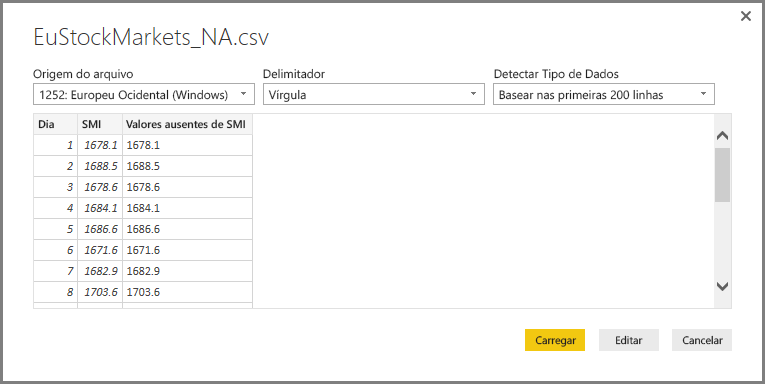 EuStockMarkets_NA.csv
Origem do arquivo Delimitador Detectar Tipo de Dados
1252: Europeu Ocidental (Windows) Vírgula Basear nas primeiras 200 linhas
Dia SMI Valores ausentes de SMI
1 1678.1 1678.1
2 1688.5 1688.5
3 1678.6 1678.6
4 1684.1 1684.1
5 1686.6 1686.6
6 1671.6 1671.6
7 1682.9 1682.9
8 1703.6 1703.6
Carregar Editar Cancelar